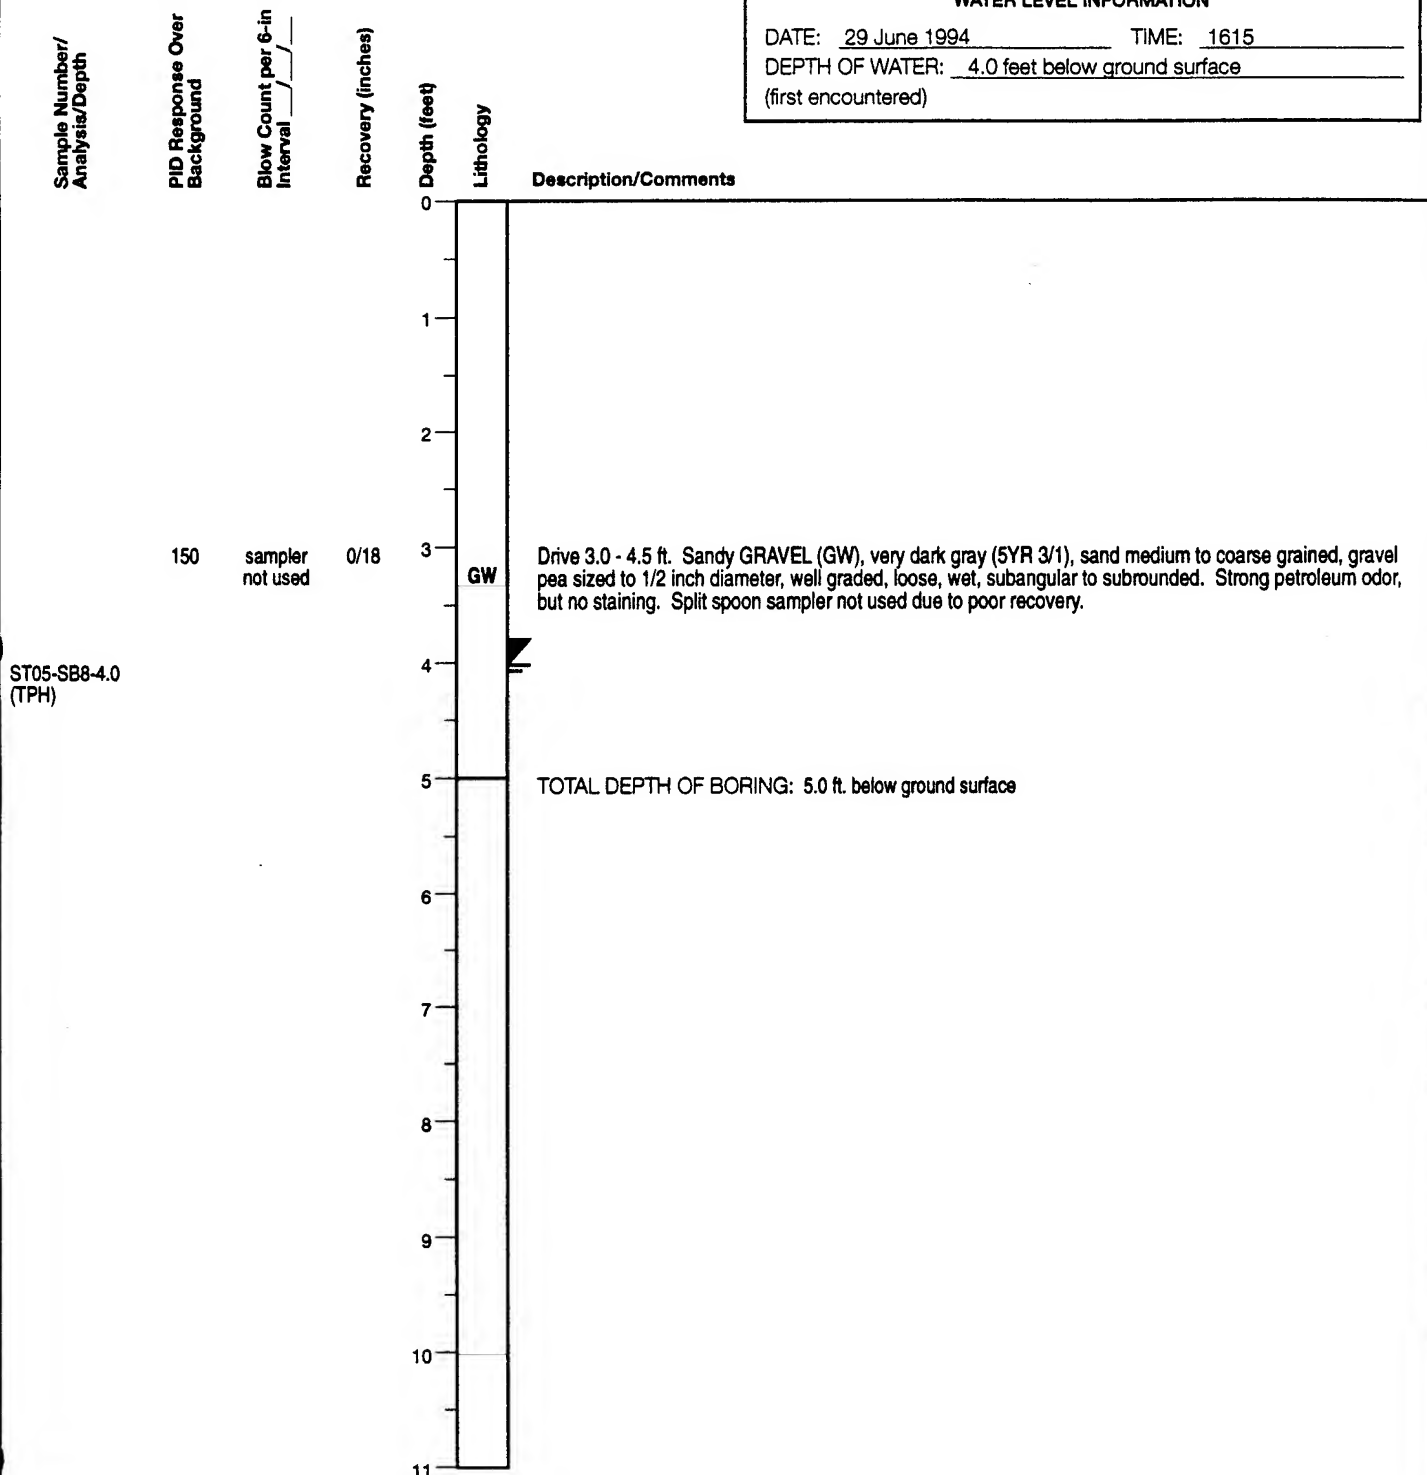 WATER LEVEL INFORMATION
DATE: 29 June 1994 TIME: 1615
DEPTH OF WATER: 4.0 feet below ground surface
(first encountered)
Sample Number/
Analysis/Depth
PID Response Over
Background
Blow Count per 6-in
Interval __/__/__
Recovery (inches)
Depth (feet)
Lithology
Description/Comments
0
1
2
150
sampler
not used
0/18
3
GW
Drive 3.0 - 4.5 ft. Sandy GRAVEL (GW), very dark gray (5YR 3/1), sand medium to coarse grained, gravel
pea sized to 1/2 inch diameter, well graded, loose, wet, subangular to subrounded. Strong petroleum odor,
but no staining. Split spoon sampler not used due to poor recovery.
ST05-SB8-4.0
(TPH)
4
5
TOTAL DEPTH OF BORING: 5.0 ft. below ground surface
6
7
8
9
10
11